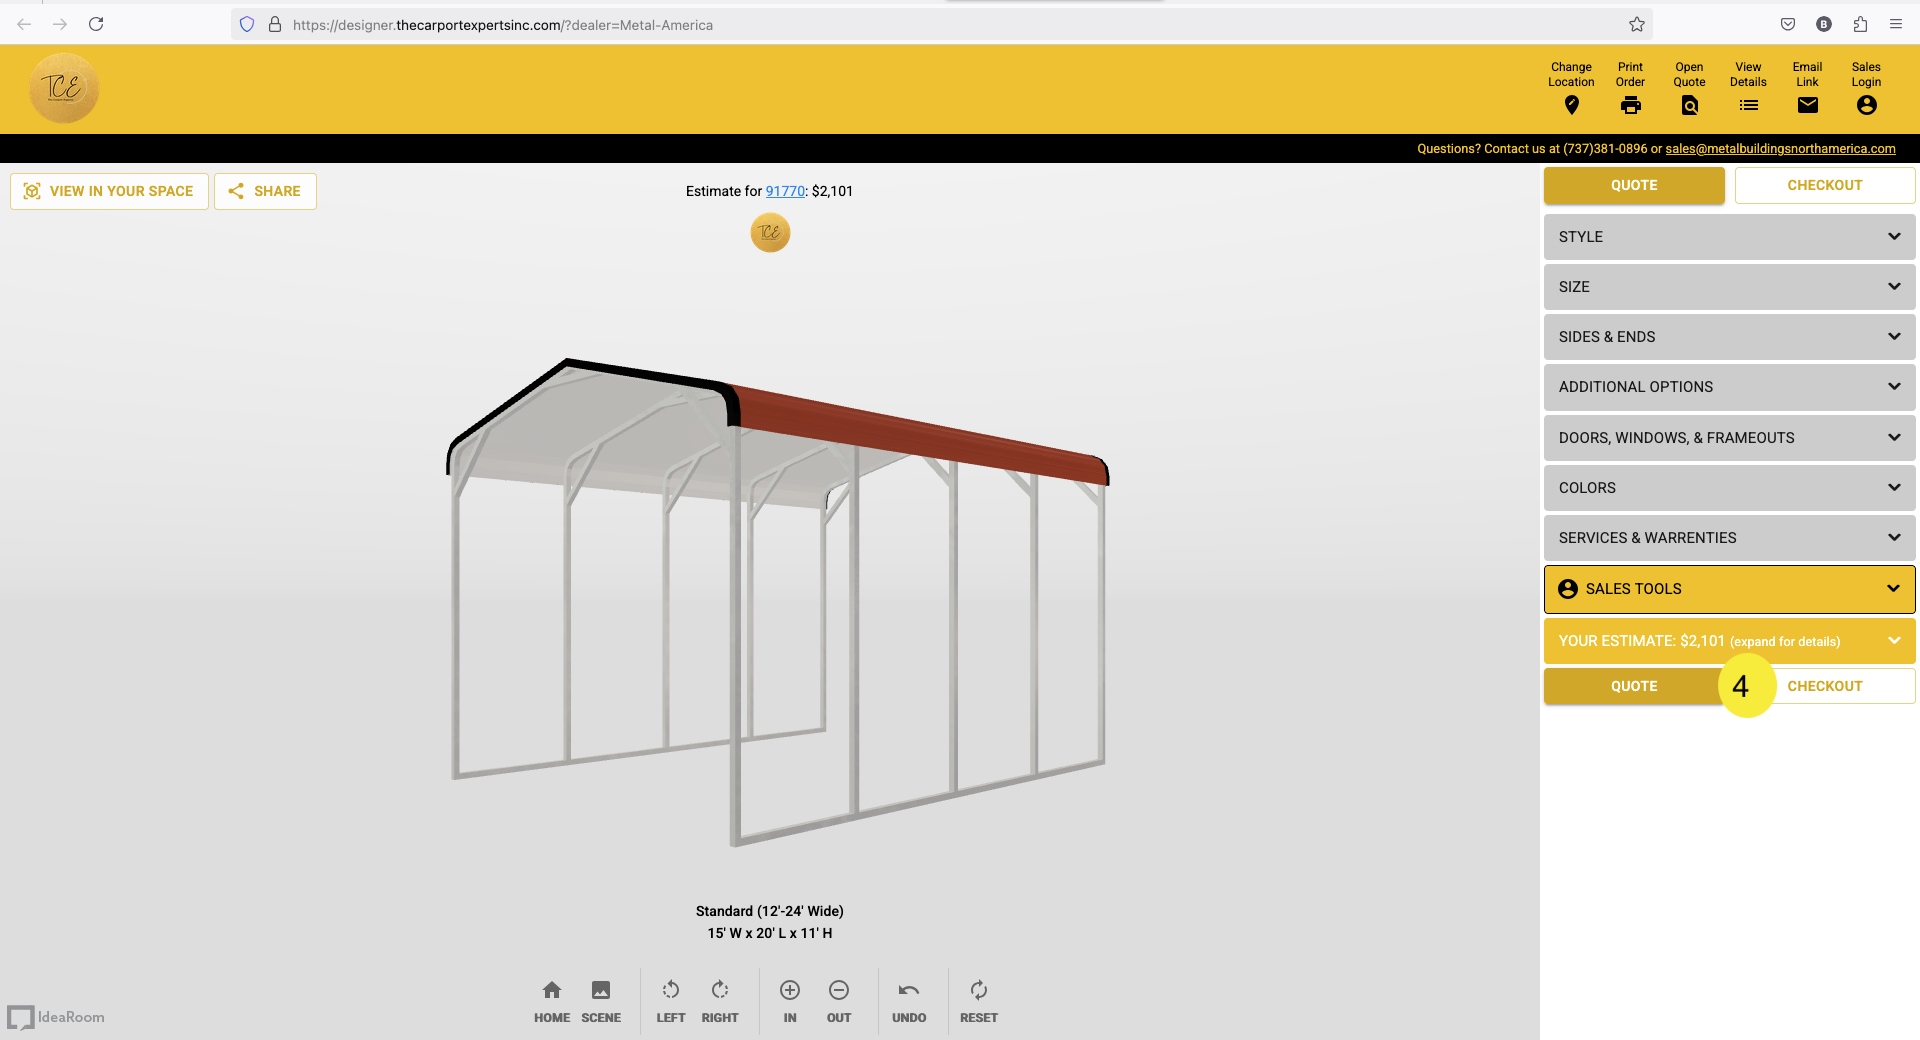 https://designer.thecarportexpertsinc.com/?dealer=Metal-America
B
TCE
Change Location
Print Order
Open Quote
View Details
Email Link
Sales Login
Questions? Contact us at (737)381-0896 or sales@metalbuildingsnorthamerica.com
VIEW IN YOUR SPACE
SHARE
Estimate for 91770: $2,101
TCE
QUOTE
CHECKOUT
STYLE
SIZE
SIDES & ENDS
ADDITIONAL OPTIONS
DOORS, WINDOWS, & FRAMEOUTS
COLORS
SERVICES & WARRENTIES
SALES TOOLS
YOUR ESTIMATE: $2,101 (expand for details)
QUOTE
4
CHECKOUT
Standard (12'-24' Wide)
15' W x 20' L x 11' H
HOME
SCENE
LEFT
RIGHT
IN
OUT
UNDO
RESET
IdeaRoom